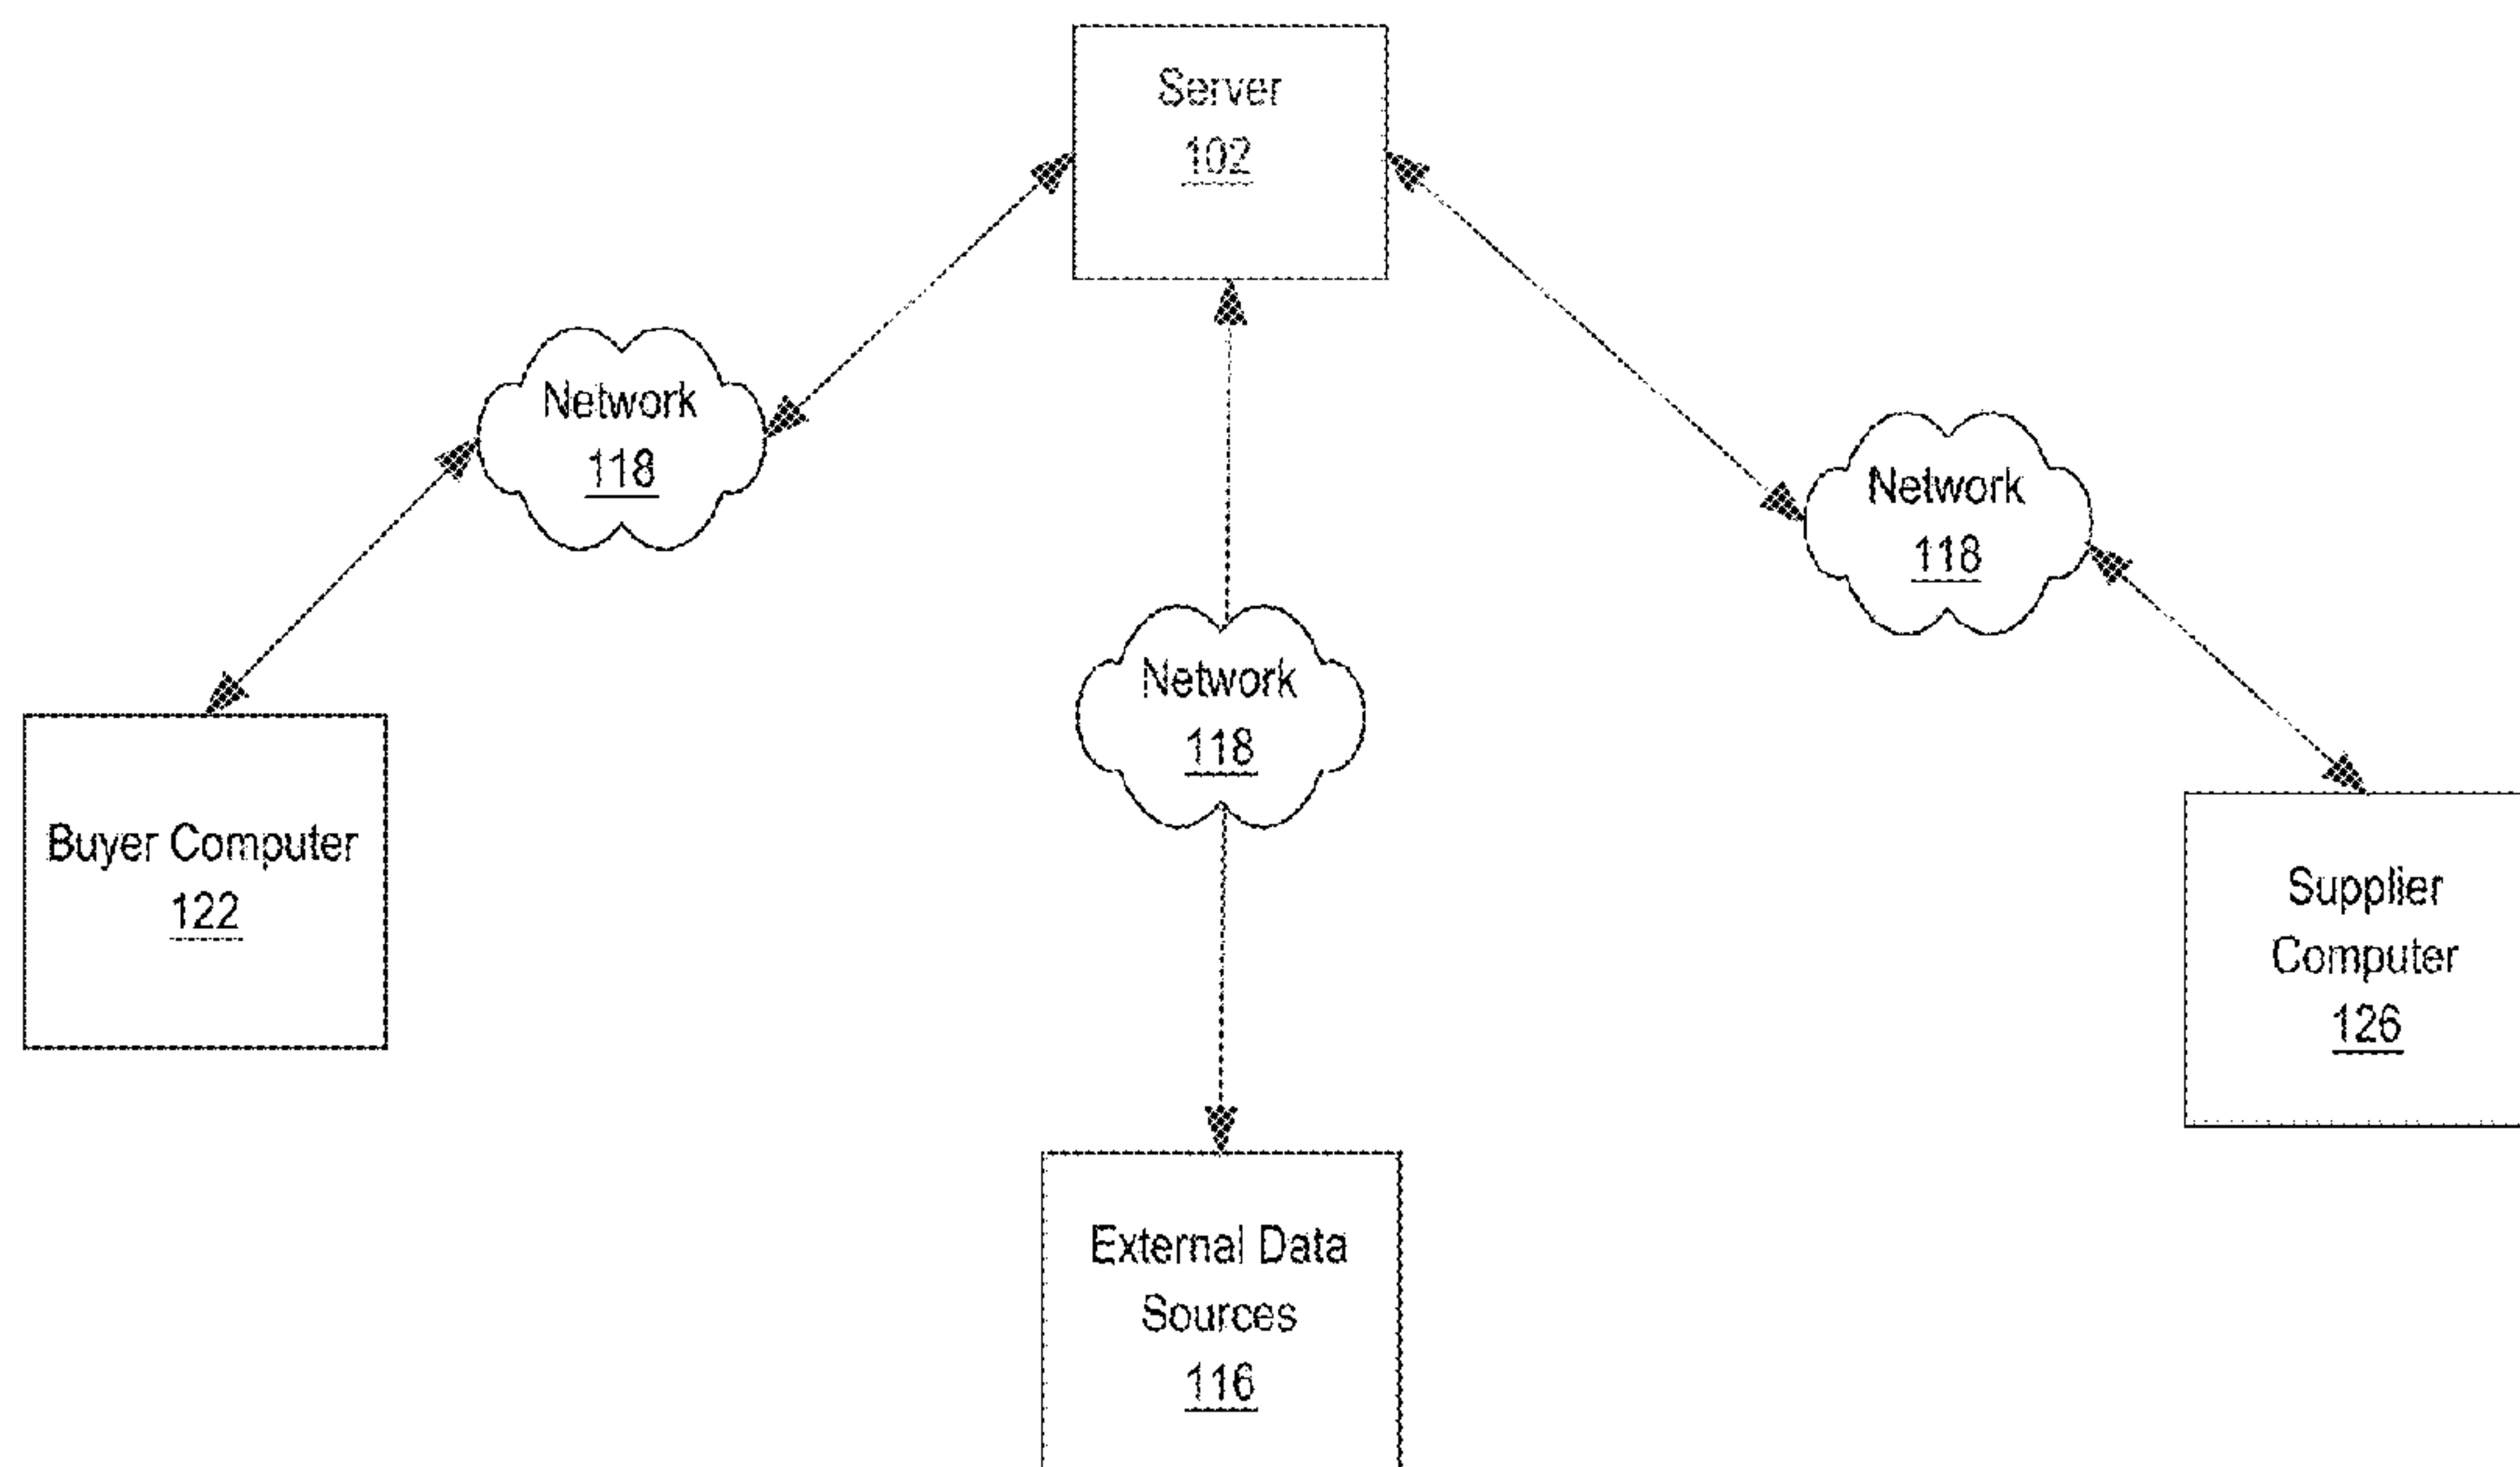 Server
102
Network
118
Network
118
Network
118
Buyer Computer
122
Supplier
Computer
126
External Data
Sources
116